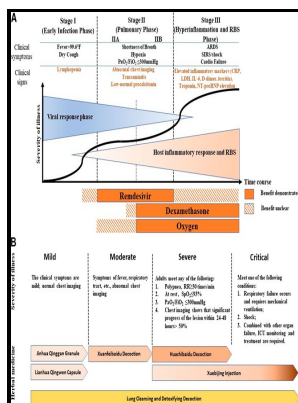 A
Stage I
(Early Infection Phase)
Stage II
(Pulmonary Phase)
IIA IIB
Stage III
(Hyperinflammation and RBS Phase)
Clinical symptoms
Fever>99.6°F
Dry Cough
Shortness of Breath
Hypoxia
PaO2/FiO2≤300mmHg
ARDS
SIRS/shock
Cardio Failure
Clinical signs
Lymphopenia
Abnormal chest imaging
Transaminitis
Low-normal procalcitonin
Elevated inflammatory markers (CRP,
LDH, IL-6, D-dimer, ferritin),
Troponin, NT-proBNP elevation
Severity of illness
Viral response phase
Host inflammatory response and RBS
Time course
Remdesivir
Dexamethasone
Oxygen
Benefit demonstrated
Benefit unclear
B
Severity of illness
Mild
Moderate
Severe
Critical
The clinical symptoms are
mild; normal chest imaging
Symptoms of fever, respiratory
tract, etc., abnormal chest
imaging
Adults meet any of the following:
1. Polypnea, RR≥30 times/min
2. At rest, SpO2≤93%
3. PaO2/FiO2 ≤300mmHg
4. Chest imaging shows that significant
progress of the lesion within 24-48
hours> 50%
Meet one of the following
conditions:
1. Respiratory failure occurs
and requires mechanical
ventilation;
2. Shock;
3. Combined with other organ
failure, ICU monitoring and
treatment are required.
Herbal medicine
Jinhua Qinggan Granule
Lianhua Qingwen Capsule
Xuanfeibaidu Decoction
Huashibaidu Decoction
Xuebijing Injection
Lung Cleansing and Detoxifying Decoction